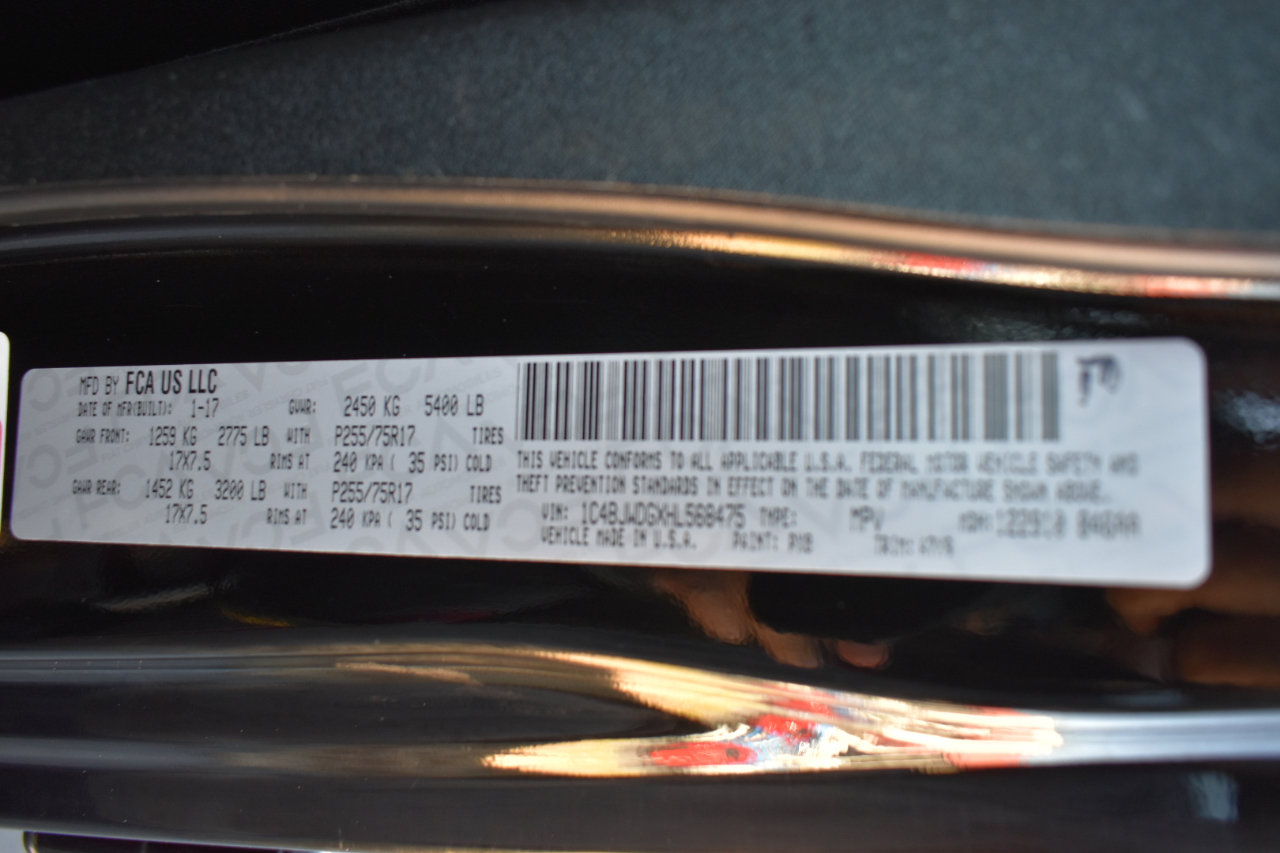 MFD BY FCA US LLC
DATE OF MFR(BUILT): 1-17 GVWR: 2450 KG 5400 LB
GAWR FRONT: 1259 KG 2775 LB WITH P255/75R17 TIRES
17X7.5 RIMS AT 240 KPA ( 35 PSI) COLD
GAWR REAR: 1452 KG 3200 LB WITH P255/75R17 TIRES
17X7.5 RIMS AT 240 KPA ( 35 PSI) COLD
THIS VEHICLE CONFORMS TO ALL APPLICABLE U.S.A. FEDERAL MOTOR VEHICLE SAFETY AND
THEFT PREVENTION STANDARDS IN EFFECT ON THE DATE OF MANUFACTURE SHOWN ABOVE.
VIN: 1C4BJWDGXHL568475 TYPE: MPV MDH:
VEHICLE MADE IN U.S.A. PAINT: TRIM: